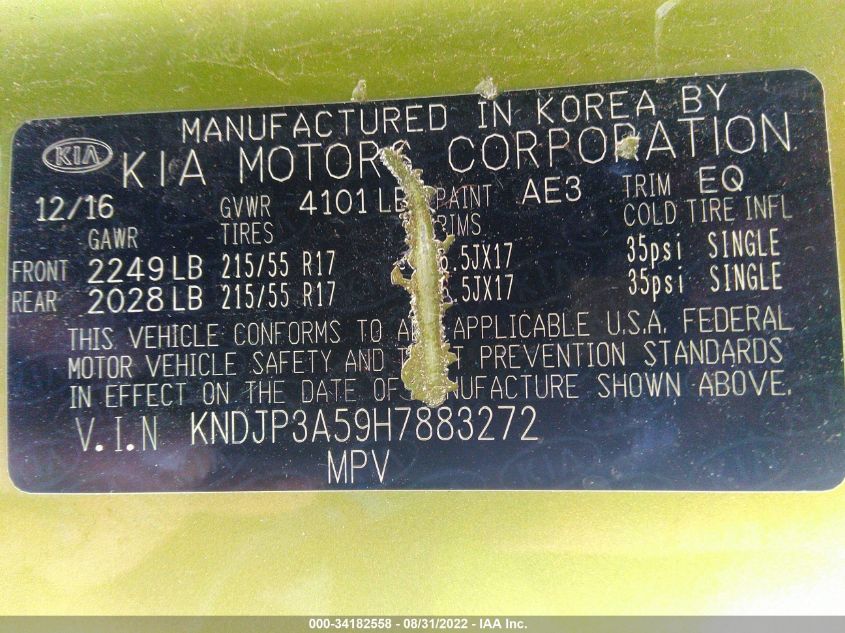 MANUFACTURED IN KOREA BY
KIA KIA MOTORS CORPORATION
12/16 GVWR 4101 LB PAINT AE3 TRIM EQ
GAWR TIRES COLD TIRE INFL
FRONT 2249 LB 215/55 R17 35psi SINGLE
REAR 2028 LB 215/55 R17 35psi SINGLE
THIS VEHICLE CONFORMS TO APPLICABLE U.S.A. FEDERAL
MOTOR VEHICLE SAFETY AND PREVENTION STANDARDS
IN EFFECT ON THE DATE OF MANUFACTURE SHOWN ABOVE.
V.I.N KNDJP3A59H7883272
MPV
000-34182558 - 08/31/2022 - IAA Inc.